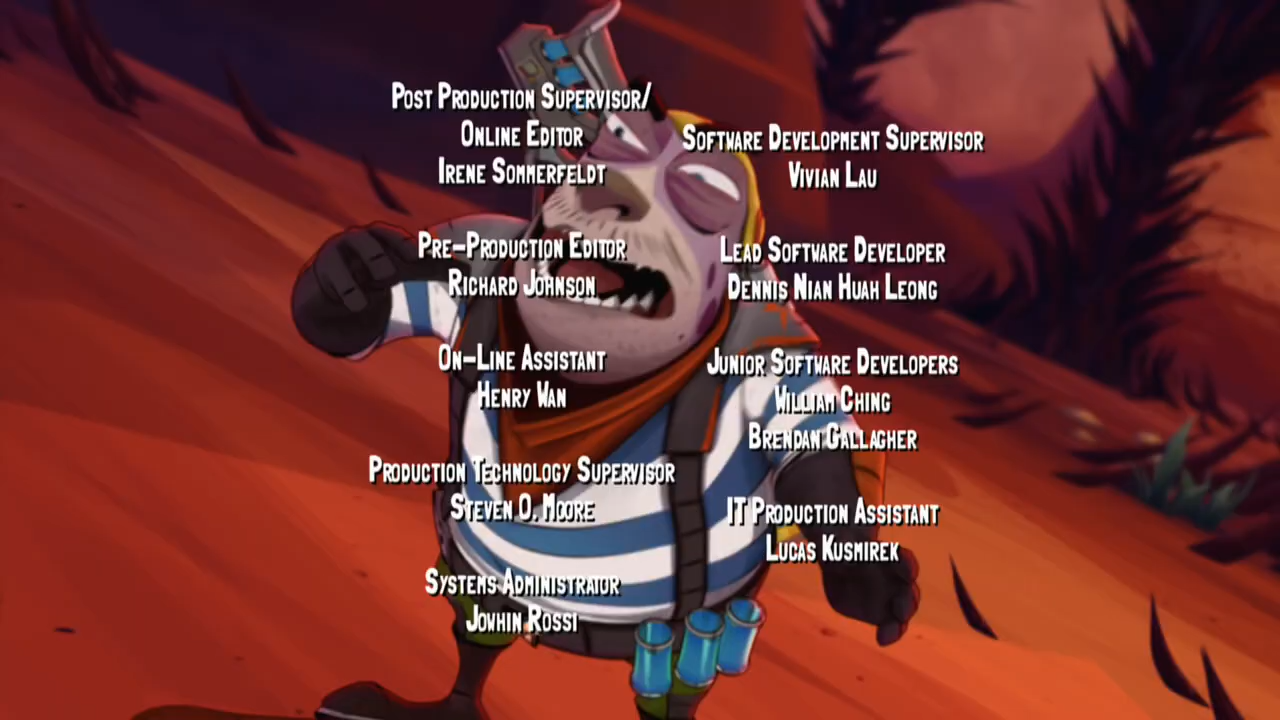 Post Production Supervisor/
Online Editor
Irene Sommerfeldt
Pre-Production Editor
Richard Johnson
On-Line Assistant
Henry Wan
Production Technology Supervisor
Steven O. Moore
Systems Administrator
Jowhin Rossi
Software Development Supervisor
Vivian Lau
Lead Software Developer
Dennis Nian Huah Leong
Junior Software Developers
William Ching
Brendan Gallagher
IT Production Assistant
Lucas Kusmirek